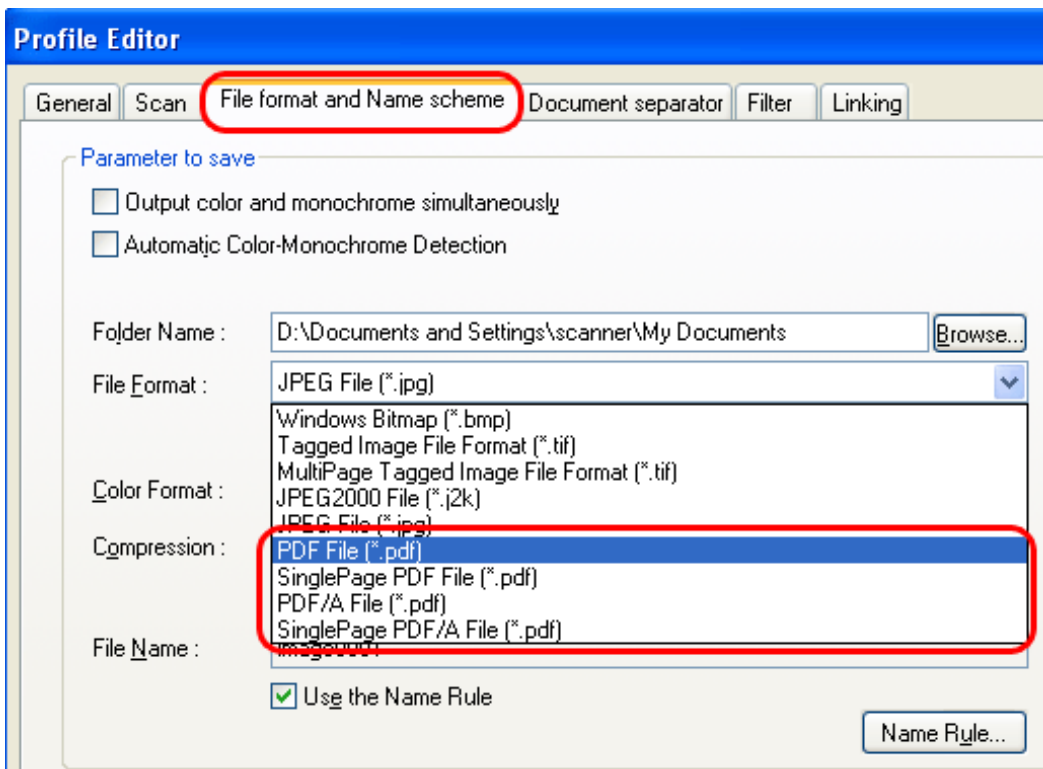 Profile Editor
General Scan File format and Name scheme Document separator Filter Linking
Parameter to save
Output color and monochrome simultaneously
Automatic Color-Monochrome Detection
Folder Name : D:\Documents and Settings\scanner\My Documents Browse...
File Format : JPEG File (*.jpg)
Windows Bitmap (*.bmp)
Tagged Image File Format (*.tif)
MultiPage Tagged Image File Format (*.tif)
Color Format : JPEG2000 File (*.j2k)
JPEG File (*.jpg)
Compression : PDF File (*.pdf)
SinglePage PDF File (*.pdf)
PDF/A File (*.pdf)
SinglePage PDF/A File (*.pdf)
File Name : image0001
Use the Name Rule
Name Rule...